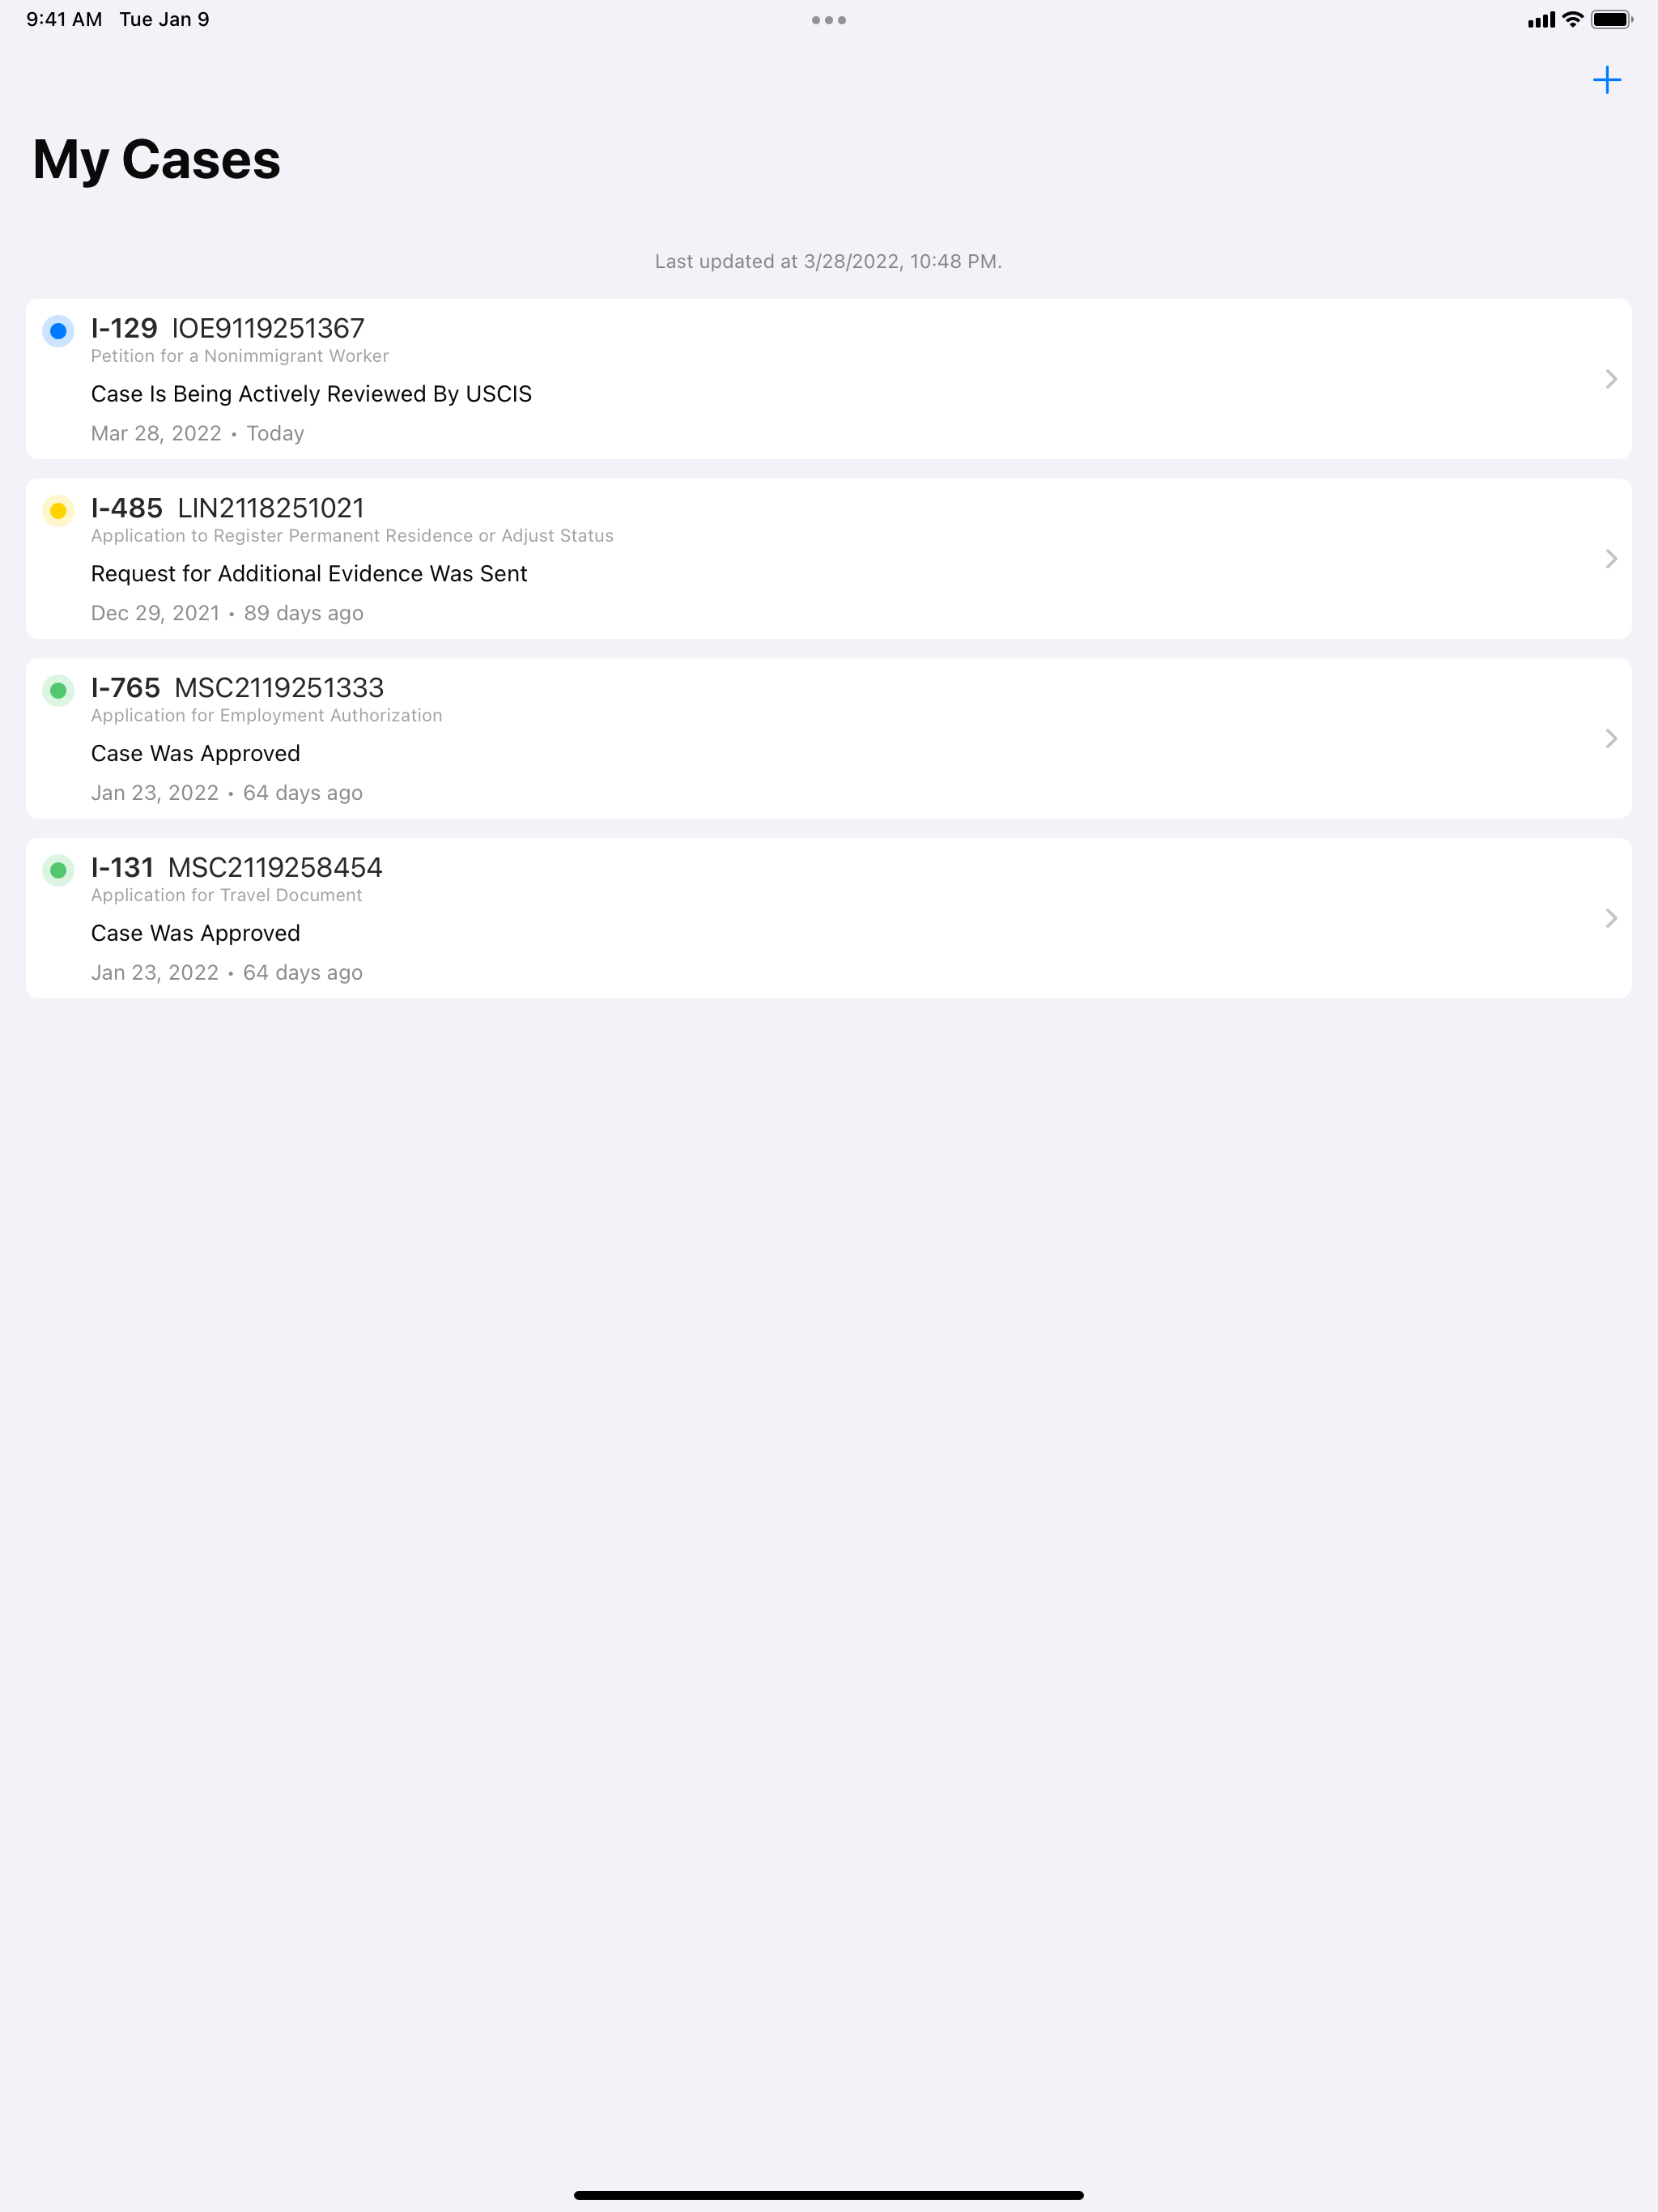 9:41 AM Tue Jan 9
My Cases
Last updated at 3/28/2022, 10:48 PM.
I-129 IOE9119251367
Petition for a Nonimmigrant Worker
Case Is Being Actively Reviewed By USCIS
Mar 28, 2022 • Today
I-485 LIN2118251021
Application to Register Permanent Residence or Adjust Status
Request for Additional Evidence Was Sent
Dec 29, 2021 • 89 days ago
I-765 MSC2119251333
Application for Employment Authorization
Case Was Approved
Jan 23, 2022 • 64 days ago
I-131 MSC2119258454
Application for Travel Document
Case Was Approved
Jan 23, 2022 • 64 days ago